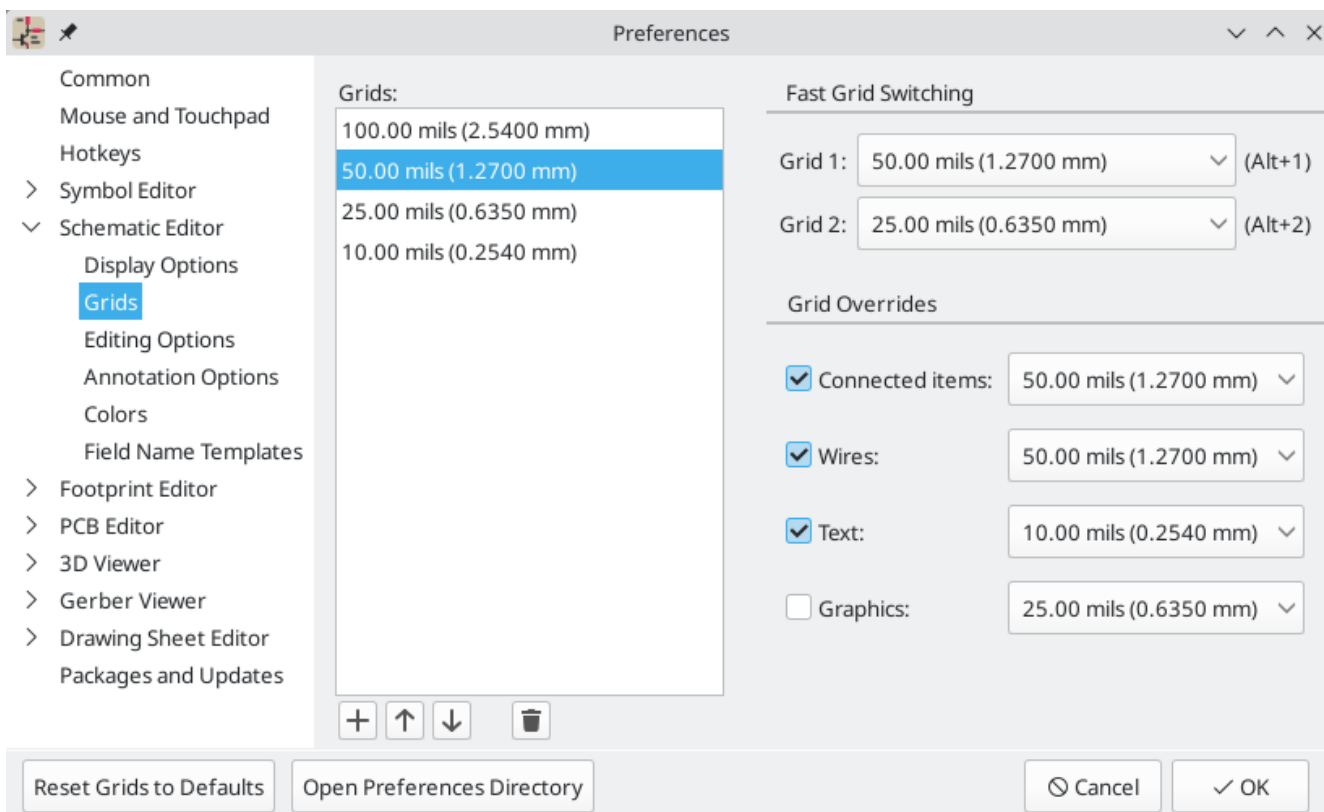 Preferences
Common
Mouse and Touchpad
Hotkeys
Symbol Editor
Schematic Editor
Display Options
Grids
Editing Options
Annotation Options
Colors
Field Name Templates
Footprint Editor
PCB Editor
3D Viewer
Gerber Viewer
Drawing Sheet Editor
Packages and Updates
Grids:
100.00 mils (2.5400 mm)
50.00 mils (1.2700 mm)
25.00 mils (0.6350 mm)
10.00 mils (0.2540 mm)
Fast Grid Switching
Grid 1: 50.00 mils (1.2700 mm) (Alt+1)
Grid 2: 25.00 mils (0.6350 mm) (Alt+2)
Grid Overrides
Connected items: 50.00 mils (1.2700 mm)
Wires: 50.00 mils (1.2700 mm)
Text: 10.00 mils (0.2540 mm)
Graphics: 25.00 mils (0.6350 mm)
Reset Grids to Defaults
Open Preferences Directory
Cancel
OK